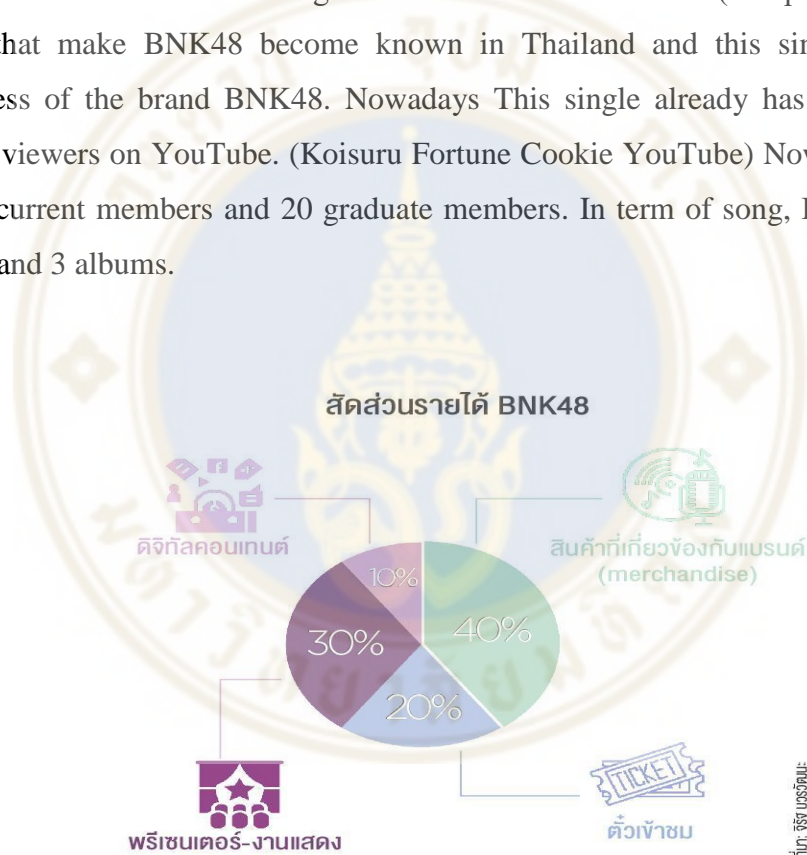 that make BNK48 become known in Thailand and this
of the brand BNK48. Nowadays This single already has
viewers on YouTube. (Koisuru Fortune Cookie YouTube)
current members and 20 graduate members. In term of song,
and 3 albums.
สัดส่วนรายได้ BNK48
ดิจิทัลคอนเทนต์
สินค้าที่เกี่ยวข้องกับแบรนด์
(merchandise)
10%
30%
40%
20%
TICKET
พรีเซนเตอร์-งานแสดง
ตั๋วเข้าชม